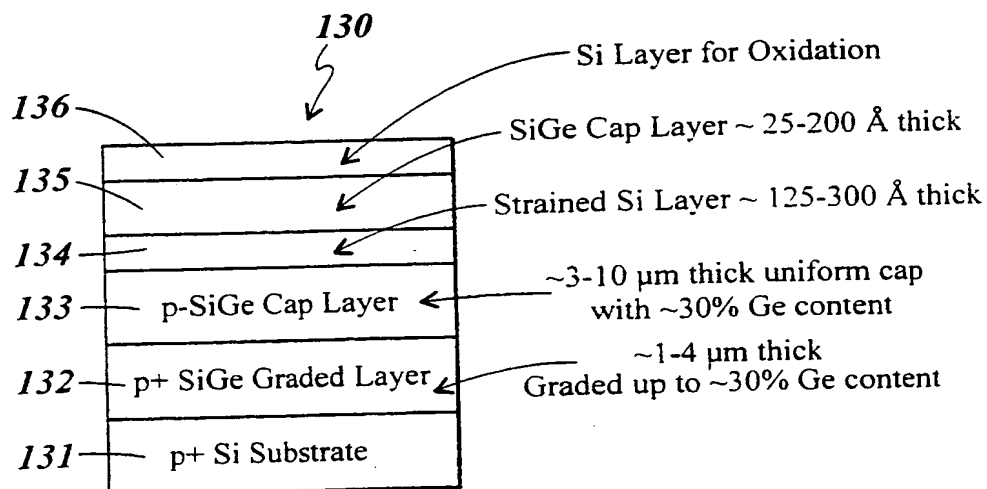 130
Si Layer for Oxidation
136
SiGe Cap Layer ~ 25-200 Å thick
135
Strained Si Layer ~ 125-300 Å thick
134
~3-10 µm thick uniform cap
with ~30% Ge content
133
p-SiGe Cap Layer
~1-4 µm thick
Graded up to ~30% Ge content
132
p+ SiGe Graded Layer
131
p+ Si Substrate